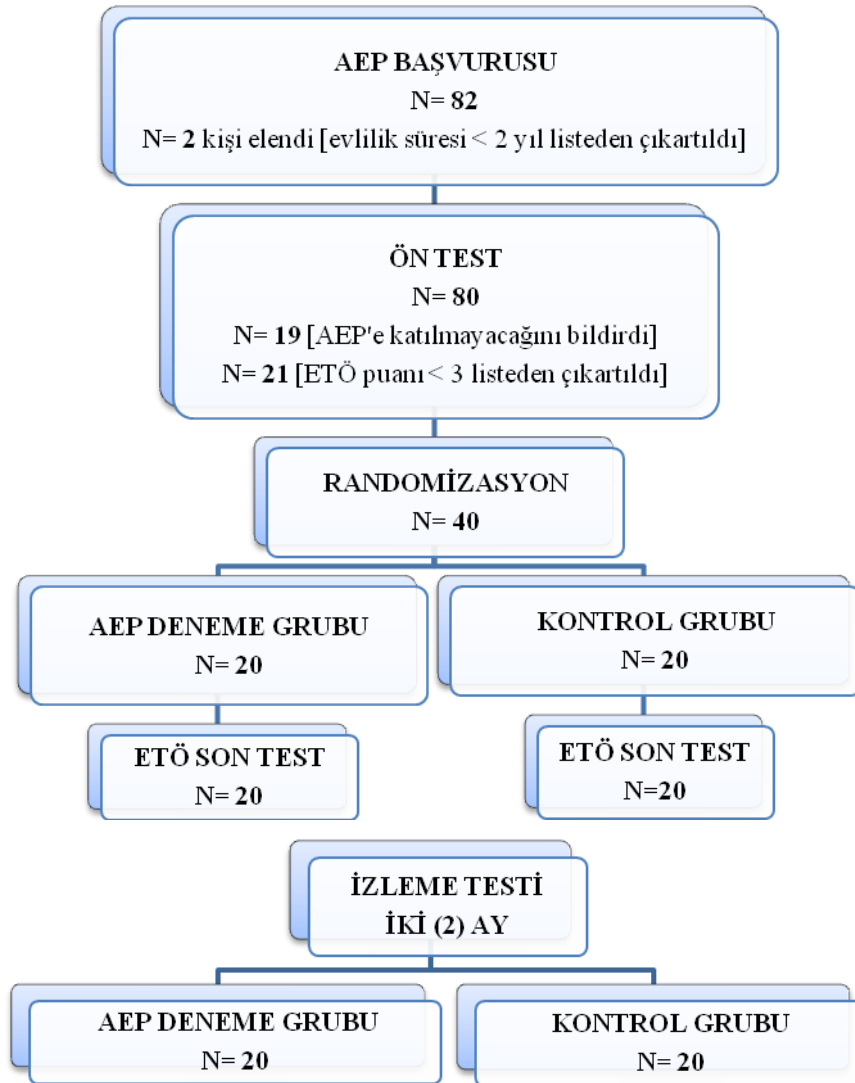 AEP BAŞVURUSU
N= 82
N= 2 kişi elendi [evlilik süresi < 2 yıl listeden çıkartıldı]
ÖN TEST
N= 80
N= 19 [AEP'e katılmayacağını bildirdi]
N= 21 [ETÖ puanı < 3 listeden çıkartıldı]
RANDOMİZASYON
N= 40
AEP DENEME GRUBU
N= 20
KONTROL GRUBU
N= 20
ETÖ SON TEST
N= 20
ETÖ SON TEST
N=20
İZLEME TESTİ
İKİ (2) AY
AEP DENEME GRUBU
N= 20
KONTROL GRUBU
N= 20